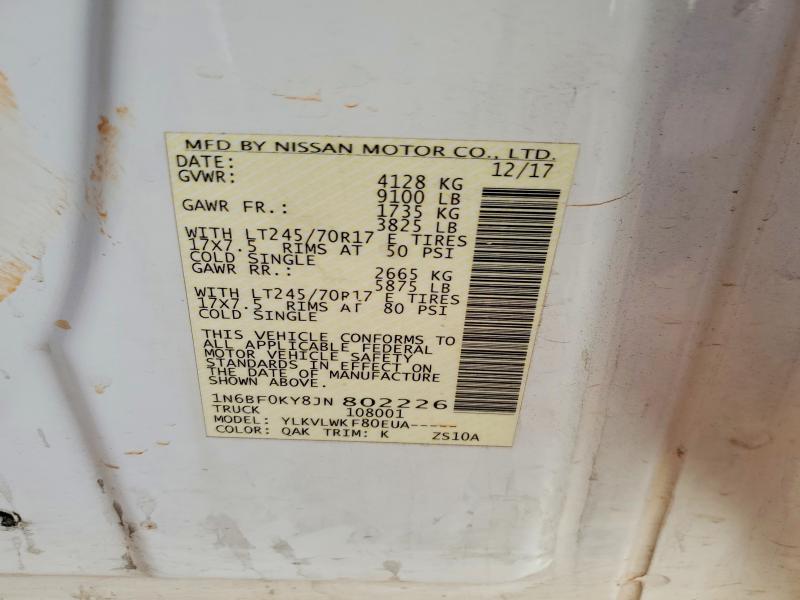 MFD BY NISSAN MOTOR CO., LTD.
DATE: 12/17
GVWR: 4128 KG
9100 LB
GAWR FR.: 1735 KG
3825 LB
WITH LT245/70R17 E TIRES
17X7.5 RIMS AT 50 PSI
COLD SINGLE
GAWR RR.: 2665 KG
5875 LB
WITH LT245/70R17 E TIRES
17X7.5 RIMS AT 80 PSI
COLD SINGLE
THIS VEHICLE CONFORMS TO
ALL APPLICABLE FEDERAL
MOTOR VEHICLE SAFETY
STANDARDS IN EFFECT ON
THE DATE OF MANUFACTURE
SHOWN ABOVE.
1N6BF0KY8JN802226
TRUCK 108001
MODEL: YLKVLWKF80EUA-----
COLOR: QAK TRIM: K ZS10A